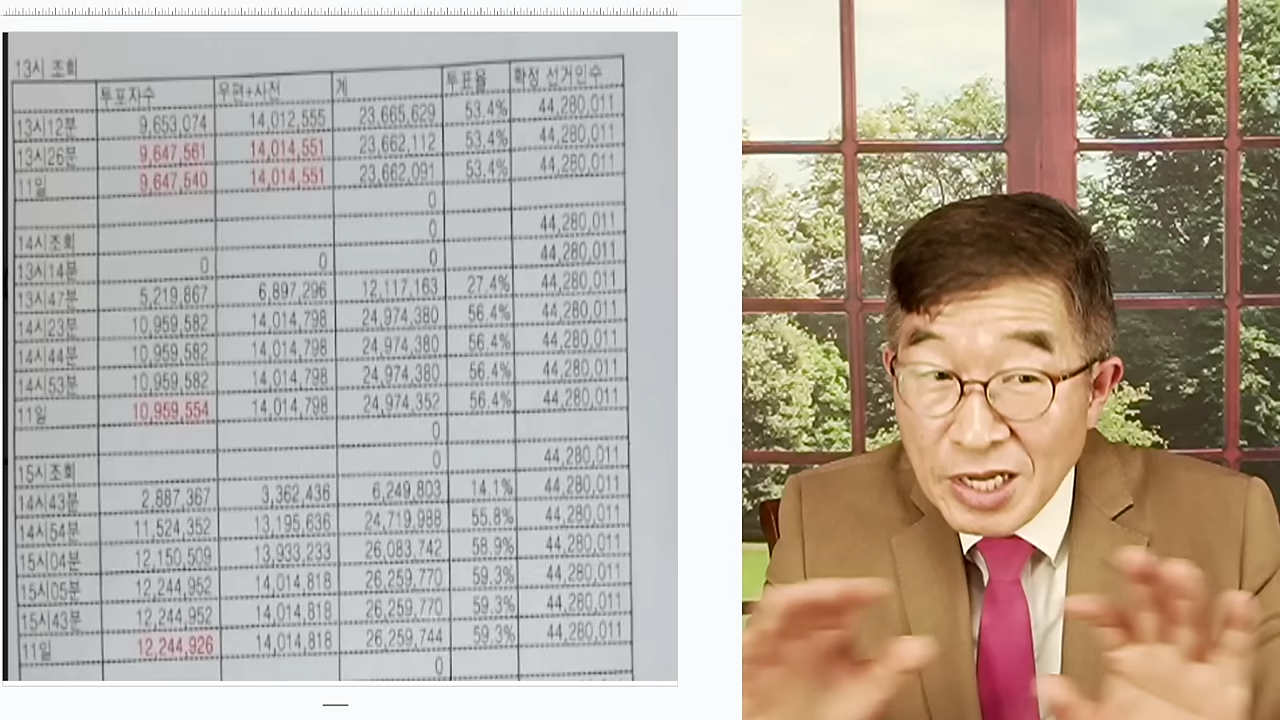 13시 조회
투표자수 우편+사전 계 투표율 확정 선거인수
13시12분 9,653,074 14,012,555 23,665,629 53.4% 44,280,011
13시26분 9,647,561 14,014,551 23,662,112 53.4% 44,280,011
11일 9,647,540 14,014,551 23,662,091 53.4% 44,280,011
0
14시조회 0 44,280,011
13시14분 0 0 0 44,280,011
13시47분 5,219,867 6,897,296 12,117,163 27.4% 44,280,011
14시23분 10,959,582 14,014,798 24,974,380 56.4% 44,280,011
14시44분 10,959,582 14,014,798 24,974,380 56.4% 44,280,011
14시53분 10,959,582 14,014,798 24,974,380 56.4% 44,280,011
11일 10,959,554 14,014,798 24,974,352 56.4% 44,280,011
0
15시조회 0 44,280,011
14시43분 2,887,367 3,362,436 6,249,803 14.1% 44,280,011
14시54분 11,524,352 13,195,636 24,719,988 55.8% 44,280,011
15시04분 12,150,509 13,933,233 26,083,742 58.9% 44,280,011
15시05분 12,244,952 14,014,818 26,259,770 59.3% 44,280,011
15시43분 12,244,952 14,014,818 26,259,770 59.3% 44,280,011
11일 12,244,926 14,014,818 26,259,744 59.3% 44,280,011
0